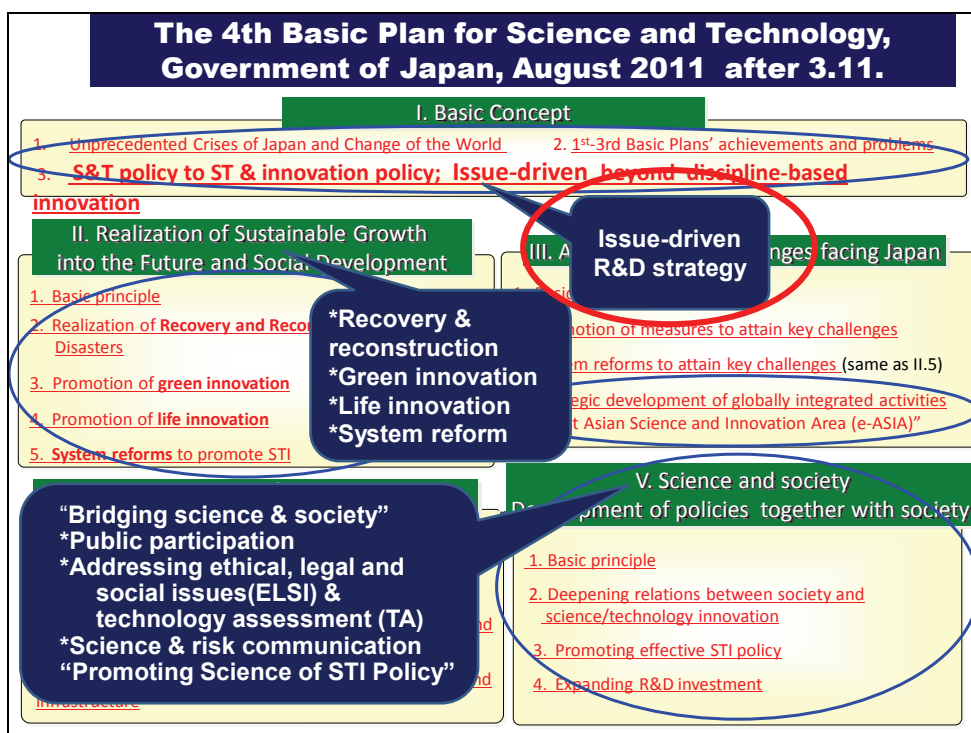 The 4th Basic Plan for Science and Technology,
Government of Japan, August 2011 after 3.11.
I. Basic Concept
1. Unprecedented Crises of Japan and Change of the World 2. 1st-3rd Basic Plans' achievements and problems
3. S&T policy to ST & innovation policy; Issue-driven beyond discipline-based
innovation
II. Realization of Sustainable Growth
into the Future and Social Development
1. Basic principle
2. Realization of Recovery and
Disasters
3. Promotion of green innovation
4. Promotion of life innovation
5. System reforms to promote STI
*Recovery &
reconstruction
*Green innovation
*Life innovation
*System reform
Issue-driven
R&D strategy
III. facing Japan
of measures to attain key challenges
reforms to attain key challenges (same as II.5)
development of globally integrated activities
Asian Science and Innovation Area (e-ASIA)”
“Bridging science & society”
*Public participation
*Addressing ethical, legal and
social issues(ELSI) &
technology assessment (TA)
*Science & risk communication
“Promoting Science of STI Policy”
infrastructure
V. Science and society
of policies together with society
1. Basic principle
2. Deepening relations between society and
science/technology innovation
3. Promoting effective STI policy
4. Expanding R&D investment